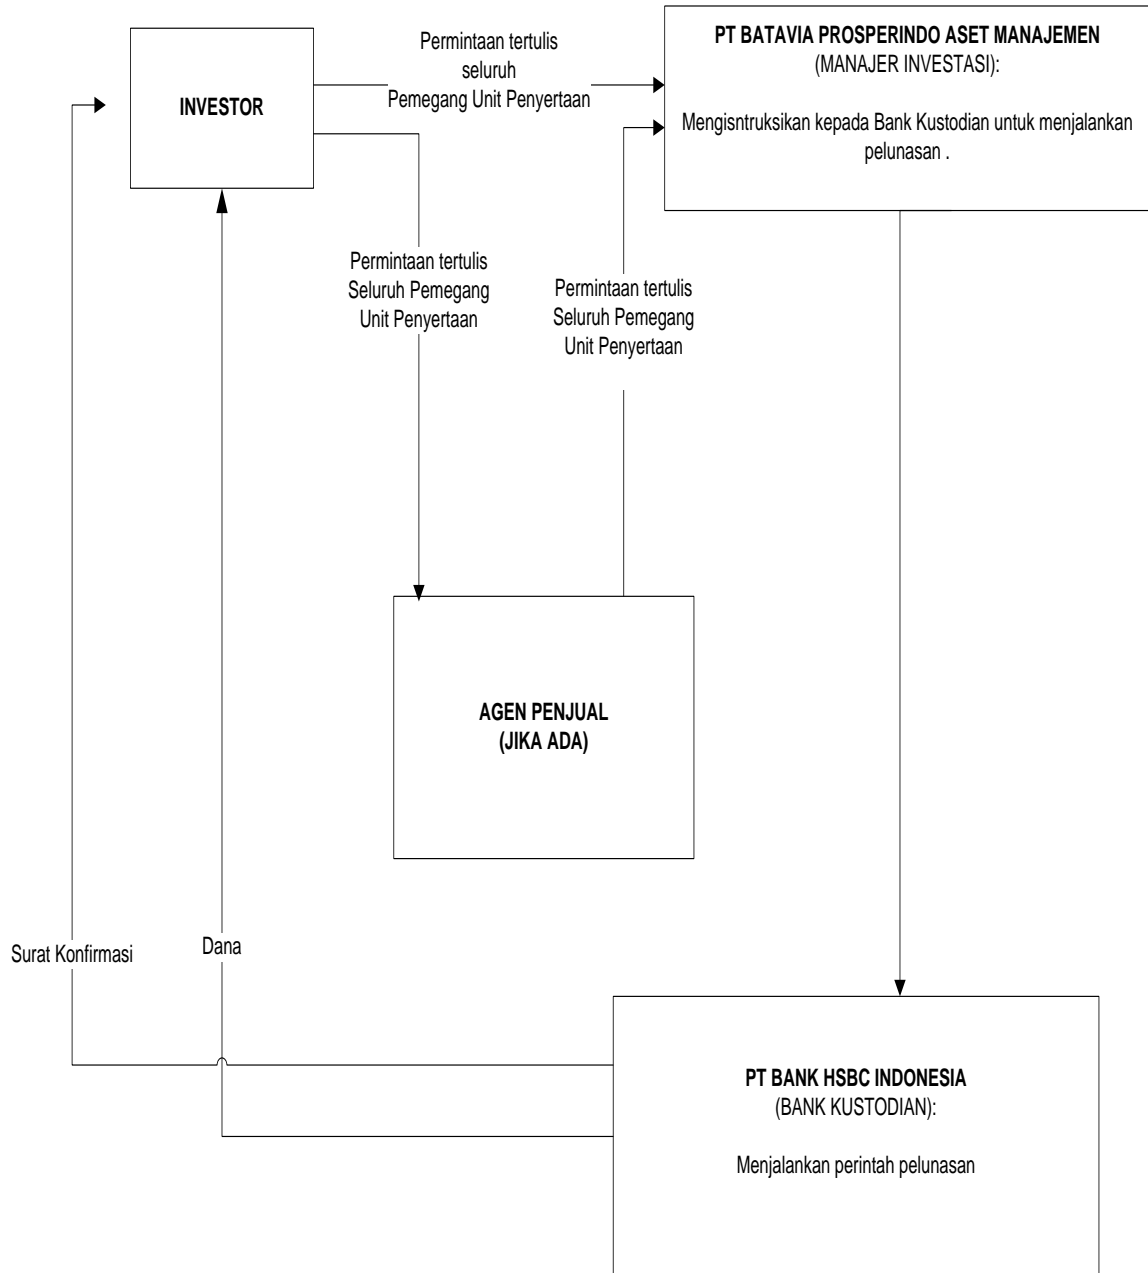 Permintaan tertulis
seluruh
Pemegang Unit Penyertaan
INVESTOR
PT BATAVIA PROSPERINDO ASET MANAJEMEN
(MANAJER INVESTASI):
Mengisntruksikan kepada Bank Kustodian untuk menjalankan
pelunasan .
Permintaan tertulis
Seluruh Pemegang
Unit Penyertaan
Permintaan tertulis
Seluruh Pemegang
Unit Penyertaan
AGEN PENJUAL
(JIKA ADA)
Surat Konfirmasi
Dana
PT BANK HSBC INDONESIA
(BANK KUSTODIAN):
Menjalankan perintah pelunasan